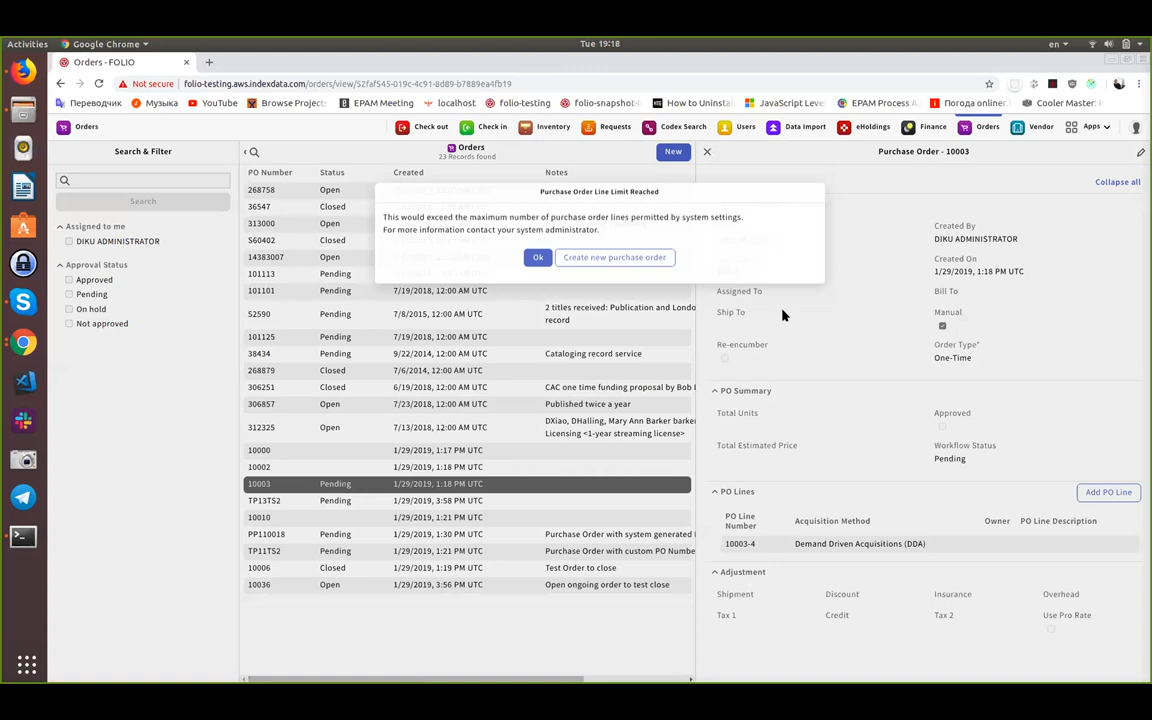 Activities
Google Chrome
Tue 19:18
en
Orders - FOLIO
Not secure
folio-testing.aws.indexdata.com/orders/view/52faf545-019c-4c91-8d89-b7889ea4fb19
Переводчик
Музыка
YouTube
Browse Projects
EPAM Meeting
localhost
folio-testing
folio-snapshot-
How to Uninstal
JavaScript Leve
EPAM Process A
Погода online.
Cooler Master:
Orders
Check out
Check in
Inventory
Requests
Codex Search
Users
Data Import
eHoldings
Finance
Orders
Vendor
Apps
Search & Filter
Search
Assigned to me
DIKU ADMINISTRATOR
Approval Status
Approved
Pending
On hold
Not approved
Orders
23 Records found
New
PO Number Status Created Notes
268758 Open
36547 Closed
313000 Open
S60402 Closed
14383007 Open
101113 Pending
101101 Pending 7/19/2018, 12:00 AM UTC
52590 Pending 7/8/2015, 12:00 AM UTC 2 titles received: Publication and Londo
record
101125 Pending 7/19/2018, 12:00 AM UTC
38434 Pending 9/22/2014, 12:00 AM UTC Cataloging record service
268879 Closed 7/6/2014, 12:00 AM UTC
306251 Closed 6/19/2018, 12:00 AM UTC CAC one time funding proposal by Bob
306857 Open 7/23/2018, 12:00 AM UTC Published twice a year
312325 Open 7/13/2018, 12:00 AM UTC DXiao, DHalling, Mary Ann Barker barker
Licensing <1-year streaming license>
10000 1/29/2019, 1:17 PM UTC
10002 1/29/2019, 1:18 PM UTC
10003 Pending 1/29/2019, 1:18 PM UTC
TP13TS2 Pending 1/29/2019, 3:58 PM UTC
10010 1/29/2019, 1:21 PM UTC
PP110018 Pending 1/29/2019, 1:30 PM UTC Purchase Order with system generated
TP11TS2 Pending 1/29/2019, 1:21 PM UTC Purchase Order with custom PO Numbe
10006 Closed 1/29/2019, 1:19 PM UTC Test Order to close
10036 Open 1/29/2019, 3:56 PM UTC Open ongoing order to test close
Purchase Order Line Limit Reached
This would exceed the maximum number of purchase order lines permitted by system settings.
For more information contact your system administrator.
Ok
Create new purchase order
Purchase Order - 10003
Collapse all
Created By
DIKU ADMINISTRATOR
Created On
1/29/2019, 1:18 PM UTC
Assigned To
Bill To
Ship To
Manual
Re-encumber
Order Type*
One-Time
PO Summary
Total Units
Approved
Total Estimated Price
Workflow Status
Pending
PO Lines
Add PO Line
PO Line
Number
Acquisition Method
Owner
PO Line Description
10003-4
Demand Driven Acquisitions (DDA)
Adjustment
Shipment
Discount
Insurance
Overhead
Tax 1
Credit
Tax 2
Use Pro Rate